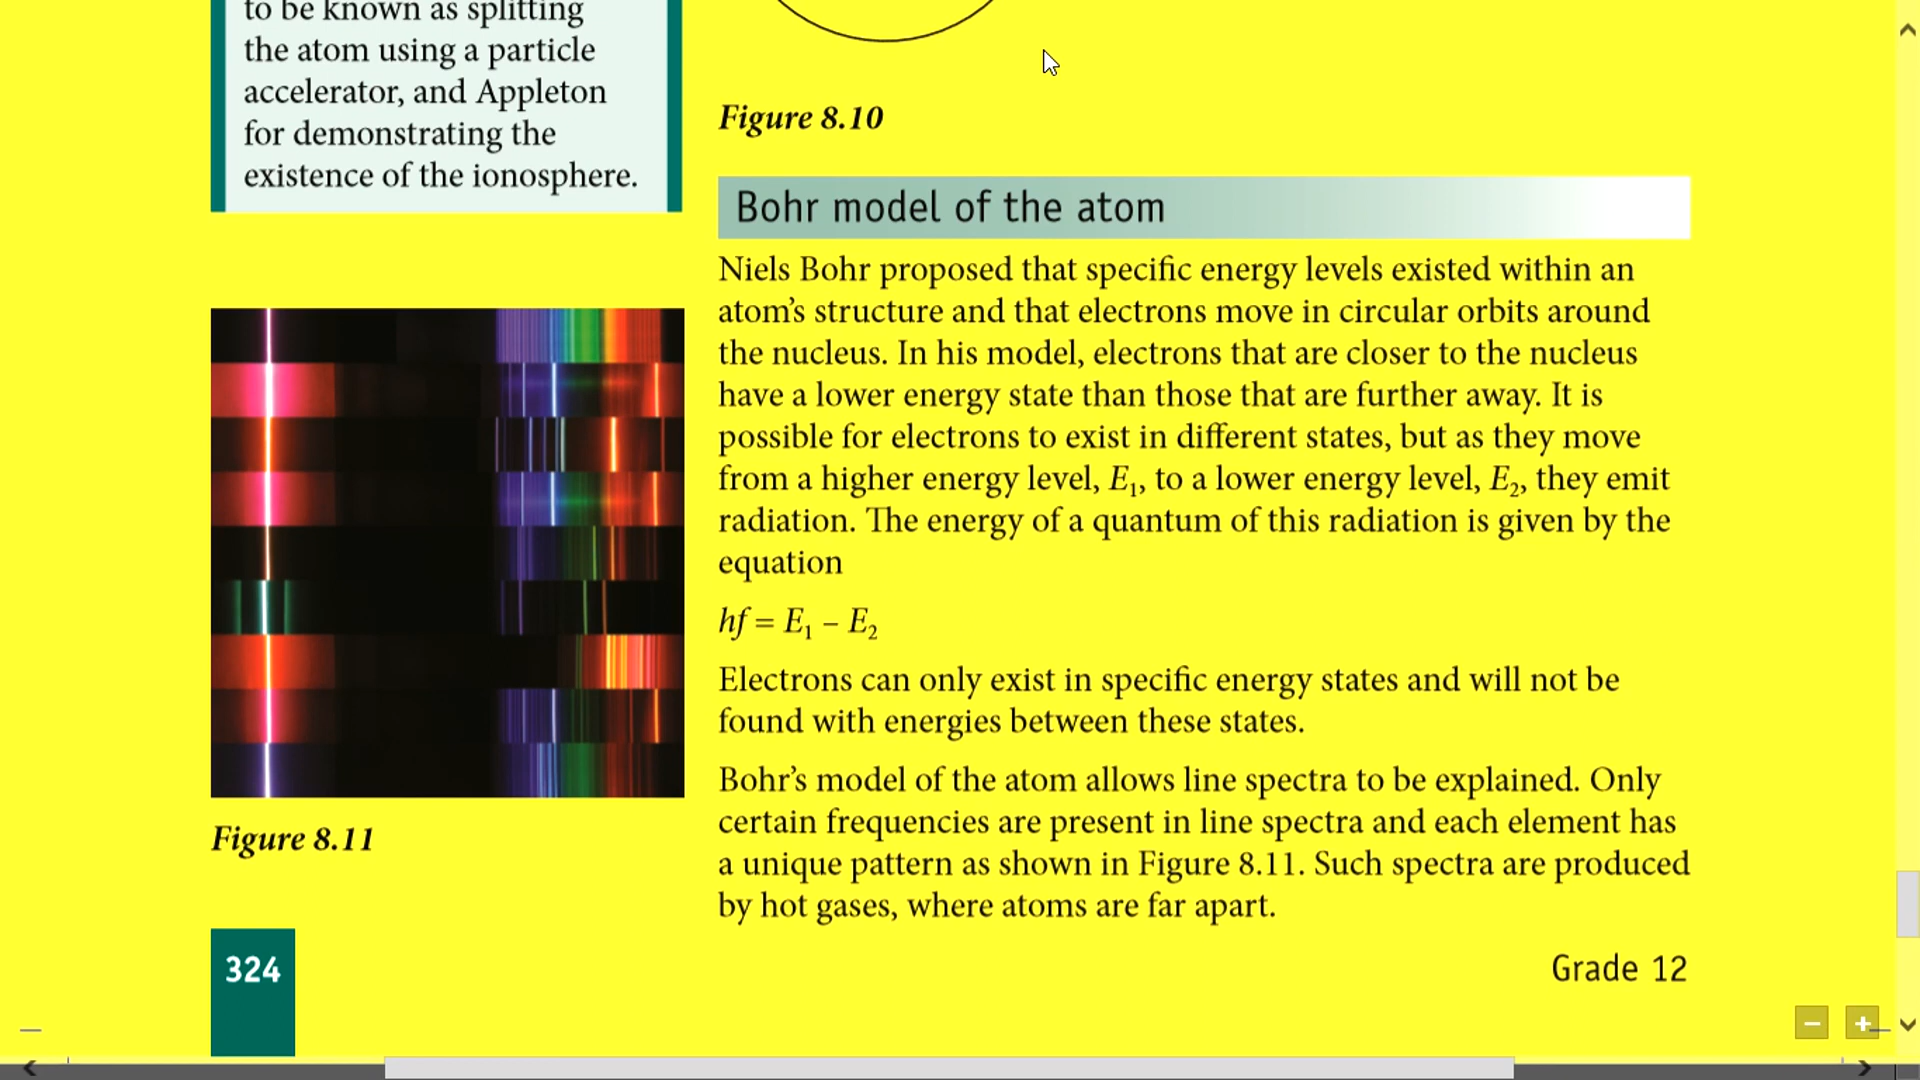 to be known as splitting
the atom using a particle
accelerator, and Appleton
for demonstrating the
existence of the ionosphere.
Figure 8.10
Bohr model of the atom
Niels Bohr proposed that specific energy levels existed within an
atom’s structure and that electrons move in circular orbits around
the nucleus. In his model, electrons that are closer to the nucleus
have a lower energy state than those that are further away. It is
possible for electrons to exist in different states, but as they move
from a higher energy level, E₁, to a lower energy level, E₂, they emit
radiation. The energy of a quantum of this radiation is given by the
equation
hf = E₁ – E₂
Electrons can only exist in specific energy states and will not be
found with energies between these states.
Bohr’s model of the atom allows line spectra to be explained. Only
certain frequencies are present in line spectra and each element has
a unique pattern as shown in Figure 8.11. Such spectra are produced
by hot gases, where atoms are far apart.
Figure 8.11
324
Grade 12